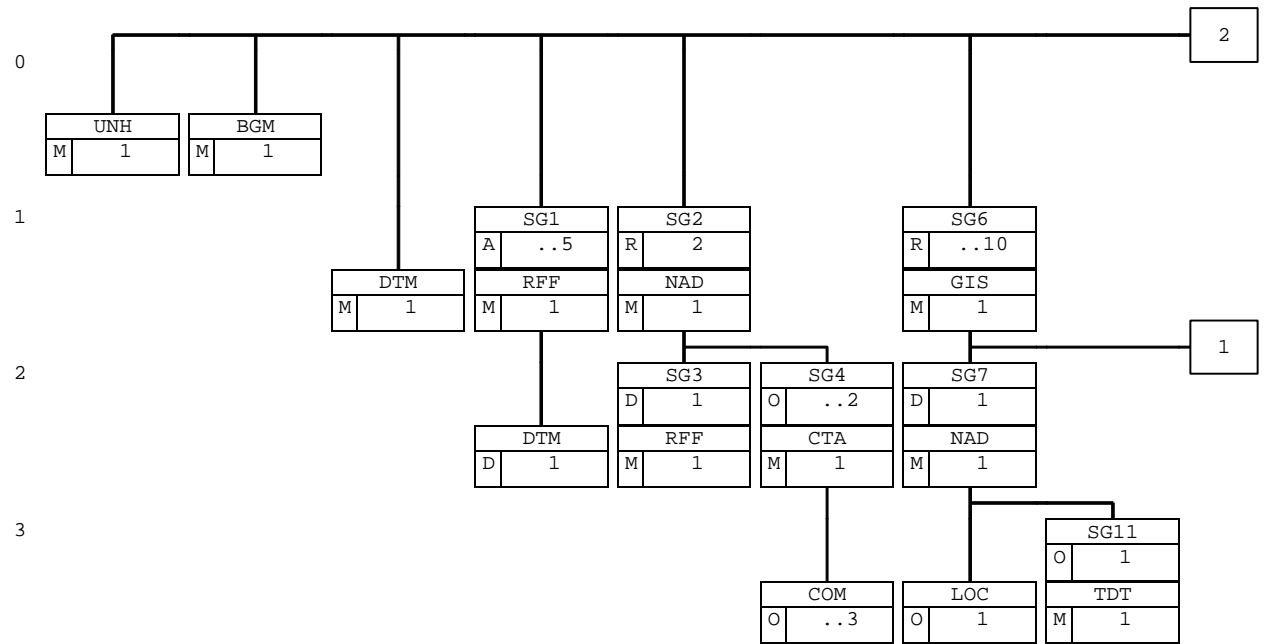 2
0
UNH BGM
M 1 M 1
1 SG1 SG2 SG6
A ..5 R 2 R ..10
DTM RFF NAD GIS
M 1 M 1 M 1 M 1
1
2 SG3 SG4 SG7
D 1 O ..2 D 1
DTM RFF CTA NAD
D 1 M 1 M 1 M 1
3 SG11
O 1
COM LOC TDT
O ..3 O 1 M 1